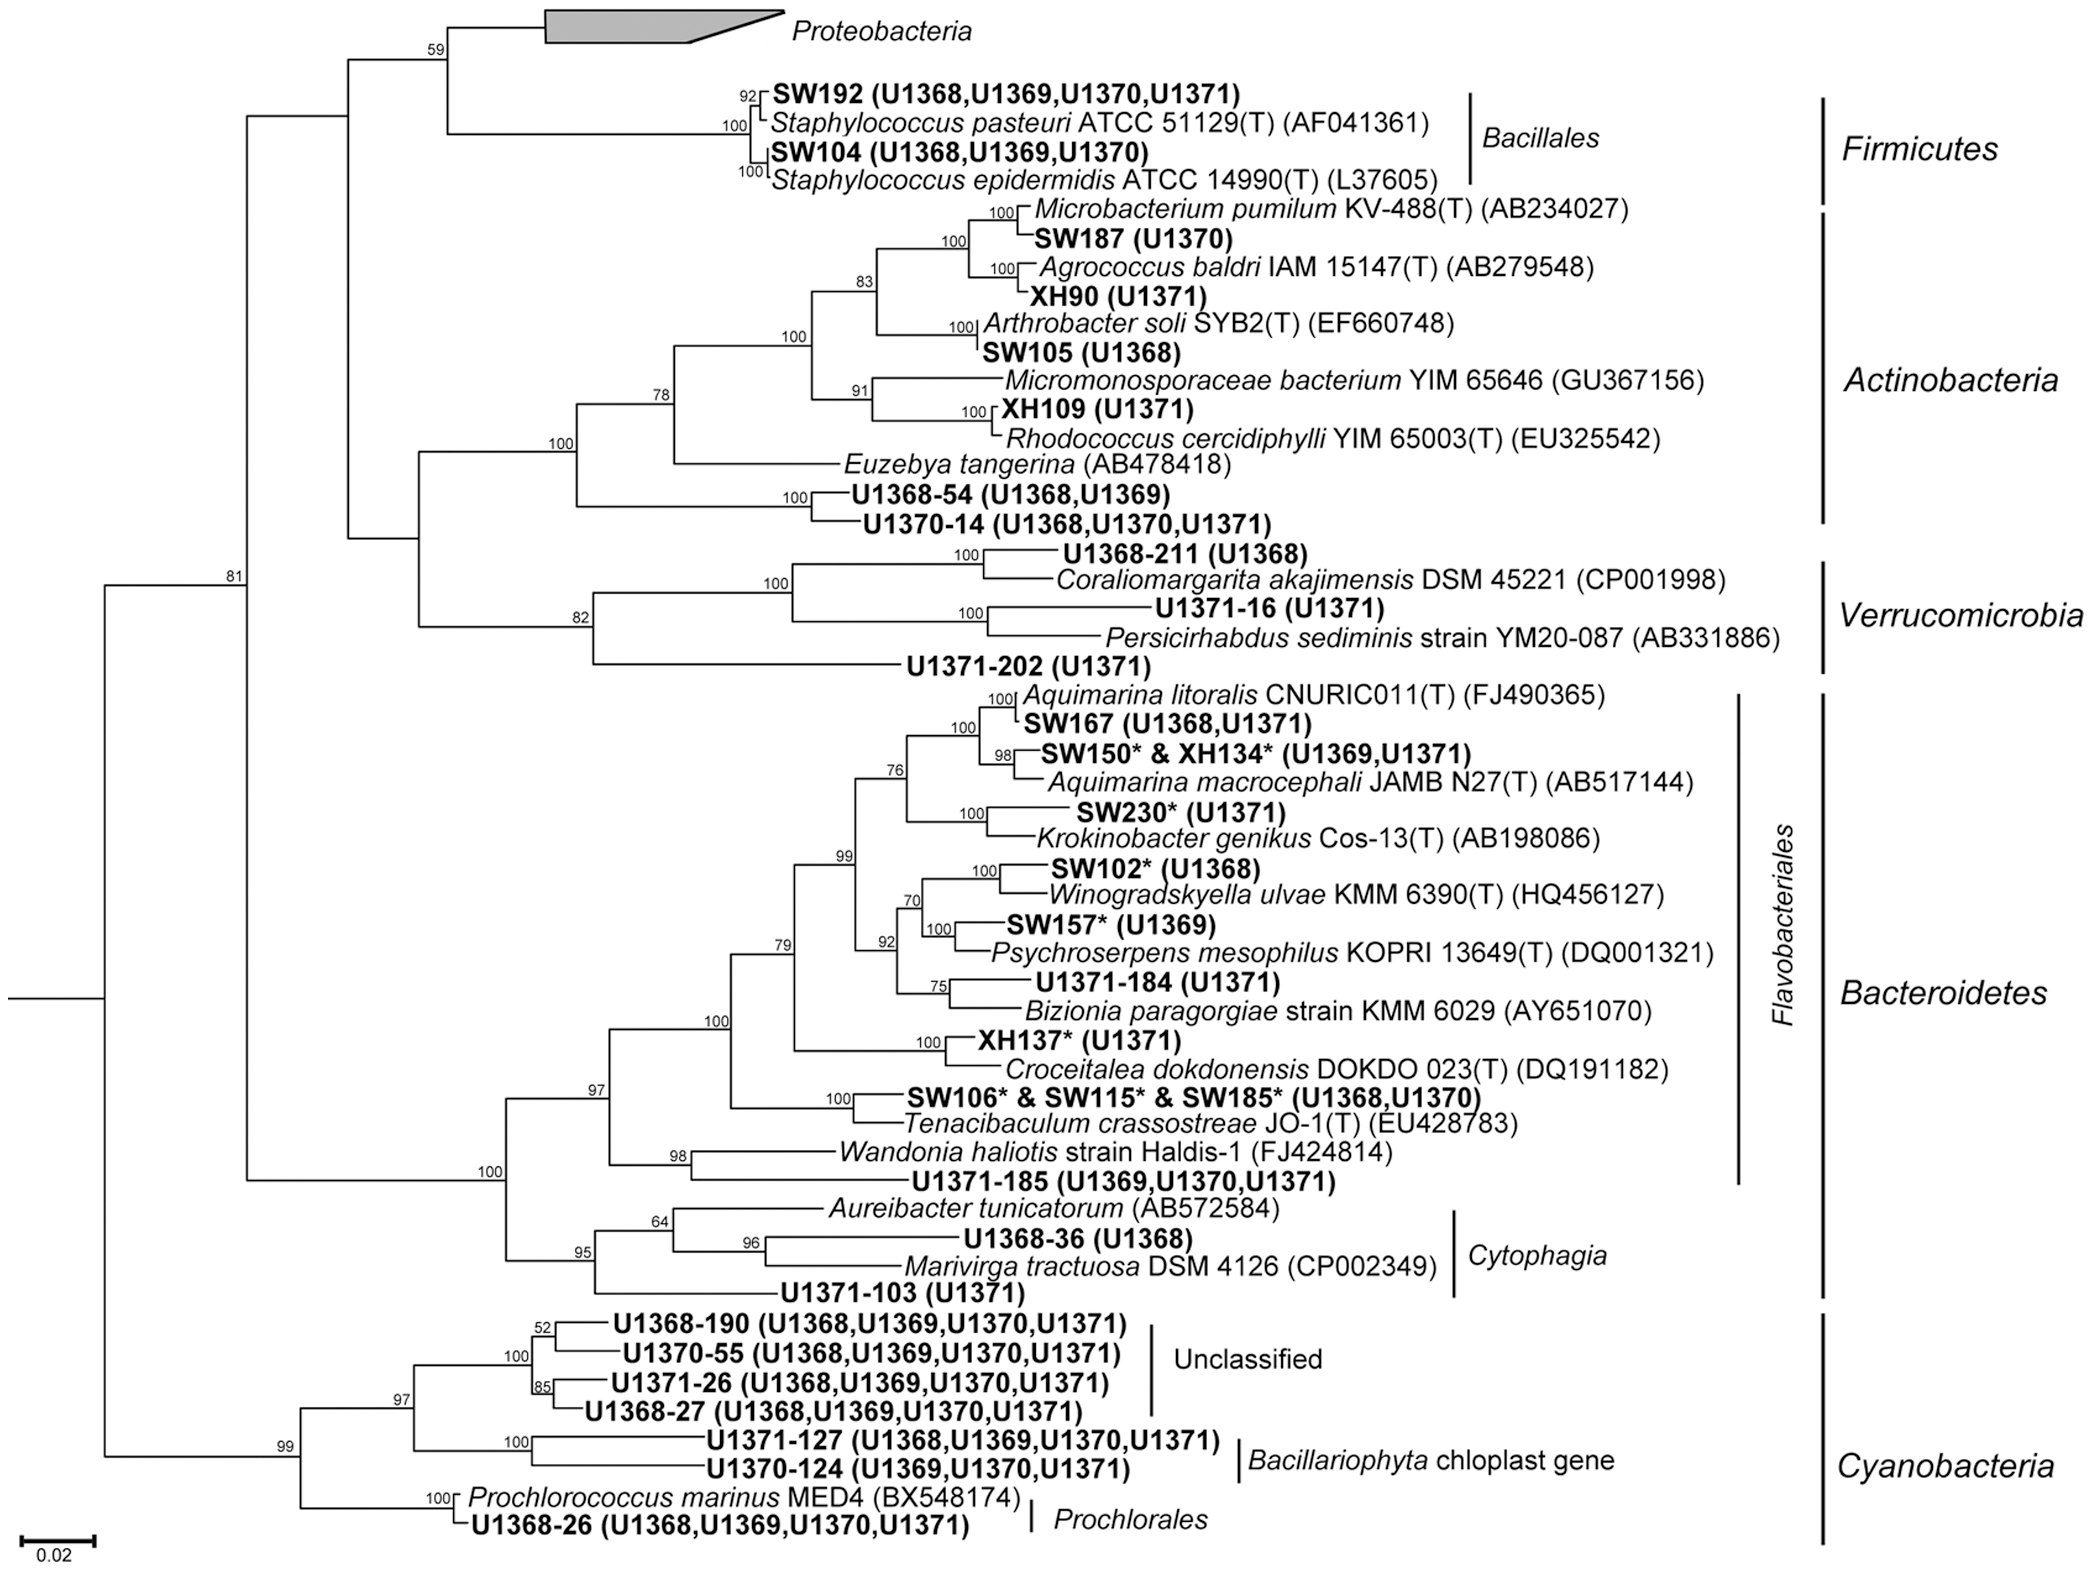 Proteobacteria
59
92
SW192 (U1368,U1369,U1370,U1371)
100
Staphylococcus pasteuri ATCC 51129(T) (AF041361)
Bacillales
Firmicutes
SW104 (U1368,U1369,U1370)
100
Staphylococcus epidermidis ATCC 14990(T) (L37605)
100
Microbacterium pumilum KV-488(T) (AB234027)
100
SW187 (U1370)
100
Agrococcus baldri IAM 15147(T) (AB279548)
83
XH90 (U1371)
100
Arthrobacter soli SYB2(T) (EF660748)
100
SW105 (U1368)
Actinobacteria
Micromonosporaceae bacterium YIM 65646 (GU367156)
78
91
100
XH109 (U1371)
Rhodococcus cercidiphylli YIM 65003(T) (EU325542)
100
Euzebya tangerina (AB478418)
100
U1368-54 (U1368,U1369)
U1370-14 (U1368,U1370,U1371)
100
U1368-211 (U1368)
81
100
Coraliomargarita akajimensis DSM 45221 (CP001998)
82
100
U1371-16 (U1371)
Verrucomicrobia
Persicirhabdus sediminis strain YM20-087 (AB331886)
U1371-202 (U1371)
100
Aquimarina litoralis CNURIC011(T) (FJ490365)
100
SW167 (U1368,U1371)
98
SW150* & XH134* (U1369,U1371)
76
Aquimarina macrocephali JAMB N27(T) (AB517144)
100
SW230* (U1371)
Krokinobacter genikus Cos-13(T) (AB198086)
99
100
SW102* (U1368)
Winogradskyella ulvae KMM 6390(T) (HQ456127)
70
100
SW157* (U1369)
Flavobacteriales
79
92
Psychroserpens mesophilus KOPRI 13649(T) (DQ001321)
75
U1371-184 (U1371)
Bacteroidetes
Bizionia paragorgiae strain KMM 6029 (AY651070)
100
100
XH137* (U1371)
Croceitalea dokdonensis DOKDO 023(T) (DQ191182)
97
100
SW106* & SW115* & SW185* (U1368,U1370)
Tenacibaculum crassostreae JO-1(T) (EU428783)
98
Wandonia haliotis strain Haldis-1 (FJ424814)
100
U1371-185 (U1369,U1370,U1371)
64
Aureibacter tunicatorum (AB572584)
95
96
U1368-36 (U1368)
Cytophagia
Marivirga tractuosa DSM 4126 (CP002349)
U1371-103 (U1371)
52
U1368-190 (U1368,U1369,U1370,U1371)
100
U1370-55 (U1368,U1369,U1370,U1371)
Unclassified
85
U1371-26 (U1368,U1369,U1370,U1371)
97
U1368-27 (U1368,U1369,U1370,U1371)
99
100
U1371-127 (U1368,U1369,U1370,U1371)
Bacillariophyta chloplast gene
Cyanobacteria
U1370-124 (U1369,U1370,U1371)
100
Prochlorococcus marinus MED4 (BX548174)
Prochlorales
U1368-26 (U1368,U1369,U1370,U1371)
0.02